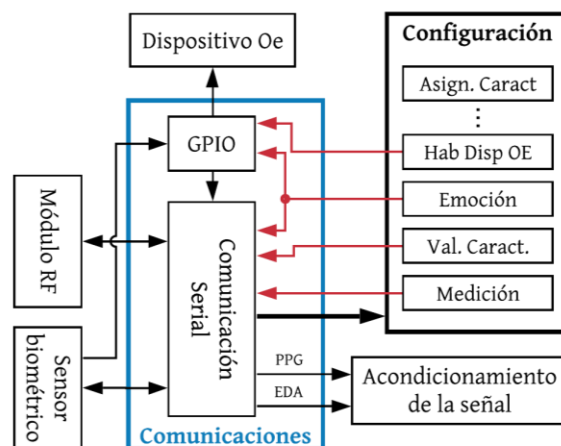 Dispositivo Oe
Configuración
Asign. Caract
GPIO
Hab Disp OE
Emoción
Módulo RF
Comunicación
Serial
Val. Caract.
Medición
Sensor
biométrico
PPG
EDA
Acondicionamiento
de la señal
Comunicaciones